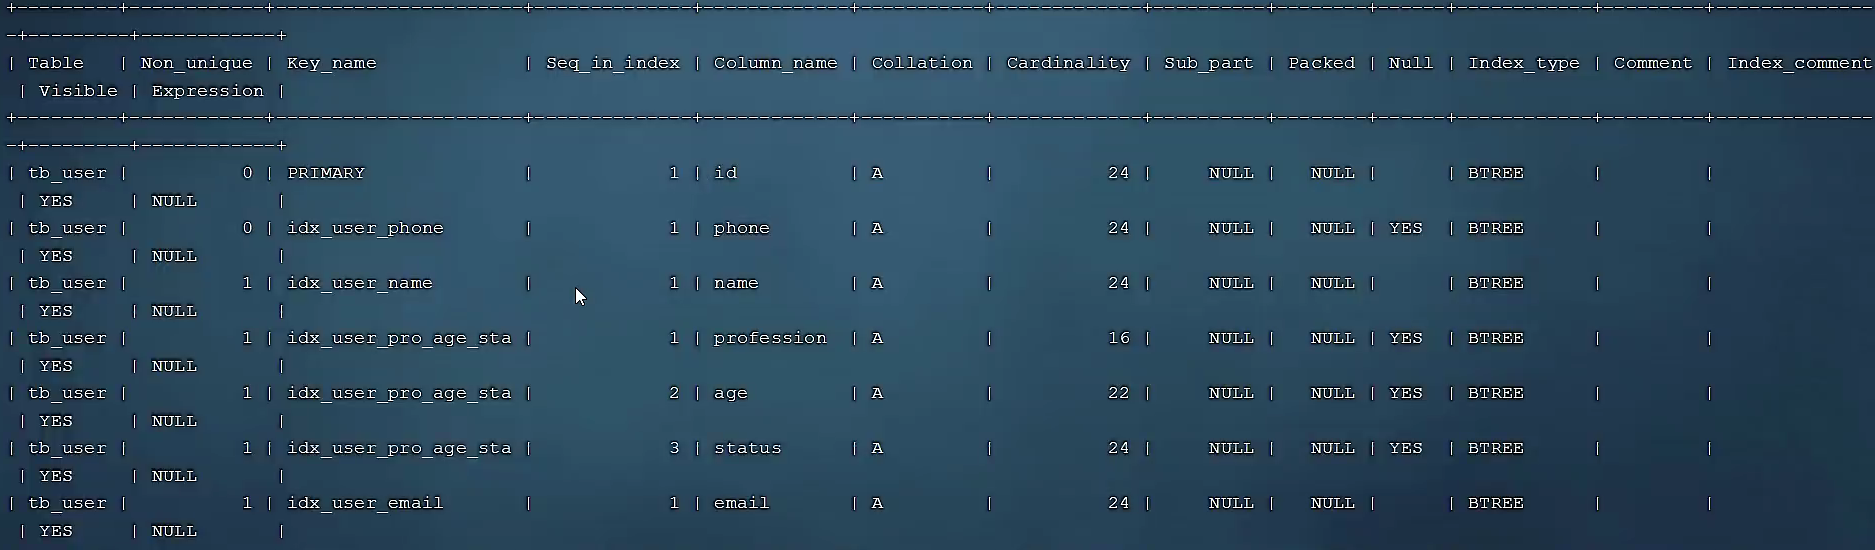 +---------+------------+----------------------+--------------+-------------+-----------+-------------+----------+--------+------+------------+---------+--------------
-+---------+------------+
| Table   | Non_unique | Key_name             | Seq_in_index | Column_name | Collation | Cardinality | Sub_part | Packed | Null | Index_type | Comment | Index_comment
 | Visible | Expression |
+---------+------------+----------------------+--------------+-------------+-----------+-------------+----------+--------+------+------------+---------+--------------
-+---------+------------+
| tb_user |          0 | PRIMARY              |            1 | id          | A         |          24 |     NULL |   NULL |      | BTREE      |         |
 | YES     | NULL       |
| tb_user |          0 | idx_user_phone       |            1 | phone       | A         |          24 |     NULL |   NULL | YES  | BTREE      |         |
 | YES     | NULL       |
| tb_user |          1 | idx_user_name        |            1 | name        | A         |          24 |     NULL |   NULL |      | BTREE      |         |
 | YES     | NULL       |
| tb_user |          1 | idx_user_pro_age_sta |            1 | profession  | A         |          16 |     NULL |   NULL | YES  | BTREE      |         |
 | YES     | NULL       |
| tb_user |          1 | idx_user_pro_age_sta |            2 | age         | A         |          22 |     NULL |   NULL | YES  | BTREE      |         |
 | YES     | NULL       |
| tb_user |          1 | idx_user_pro_age_sta |            3 | status      | A         |          24 |     NULL |   NULL | YES  | BTREE      |         |
 | YES     | NULL       |
| tb_user |          1 | idx_user_email       |            1 | email       | A         |          24 |     NULL |   NULL |      | BTREE      |         |
 | YES     | NULL       |